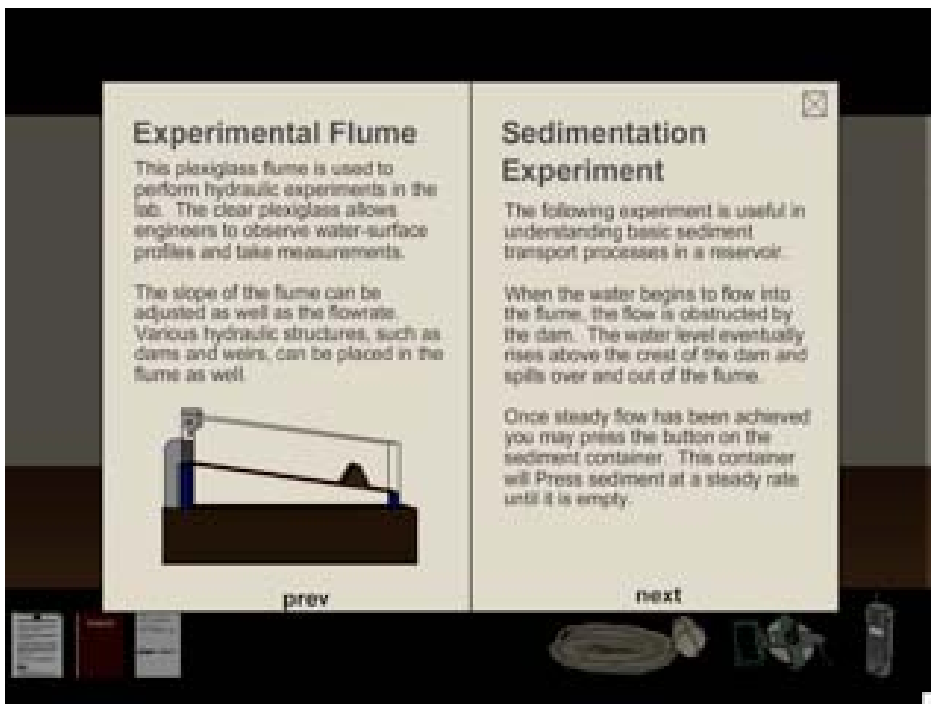 Experimental Flume
This plexiglass flume is used to
perform hydraulic experiments in the
lab. The clear plexiglass allows
engineers to observe water-surface
profiles and take measurements.
The slope of the flume can be
adjusted as well as the flowrate.
Various hydraulic structures, such as
dams and weirs, can be placed in the
flume as well
prev
Sedimentation
Experiment
The following experiment is useful in
understanding basic sediment
transport processes in a reservoir.
When the water begins to flow into
the flume, the flow is obstructed by
the dam. The water level eventually
rises above the crest of the dam and
spills over and out of the flume.
Once steady flow has been achieved
you may press the button on the
sediment container. This container
will Press sediment at a steady rate
until it is empty.
next